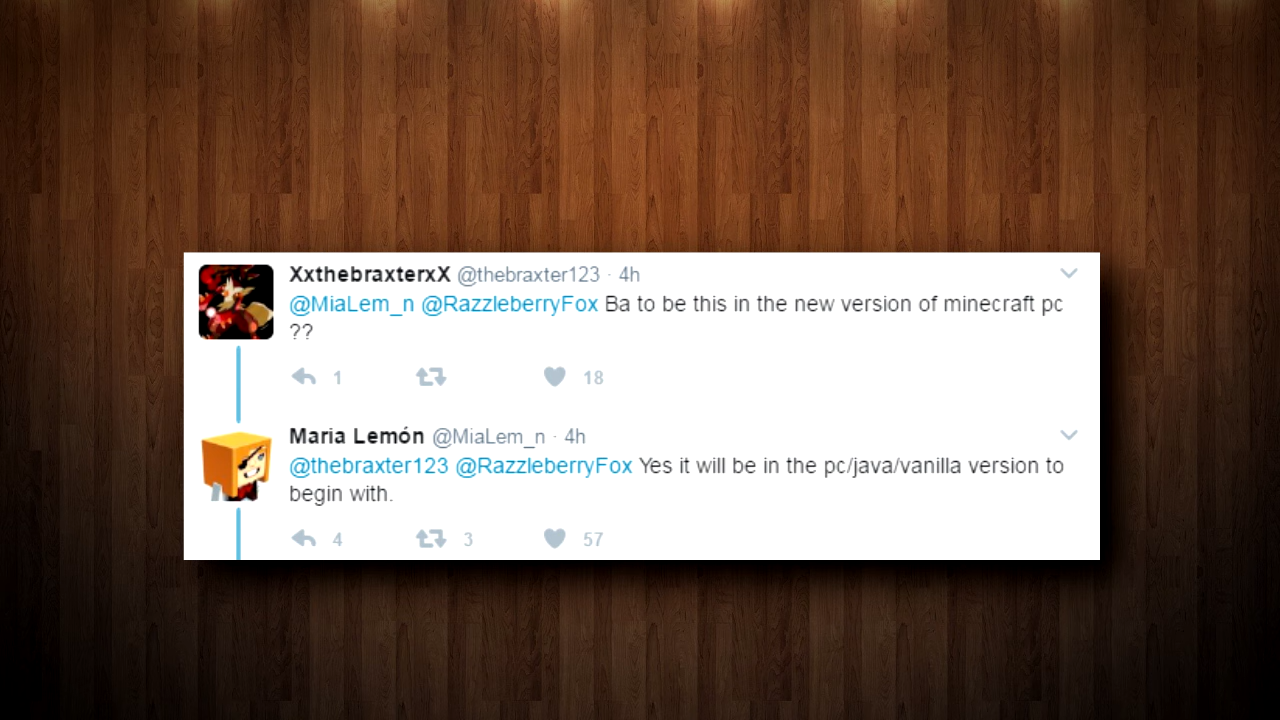 XxthebraxterxX @thebraxter123 · 4h
@MiaLem_n @RazzleberryFox Ba to be this in the new version of minecraft pc
??
1 18
Maria Lemón @MiaLem_n · 4h
@thebraxter123 @RazzleberryFox Yes it will be in the pc/java/vanilla version to
begin with.
4 3 57